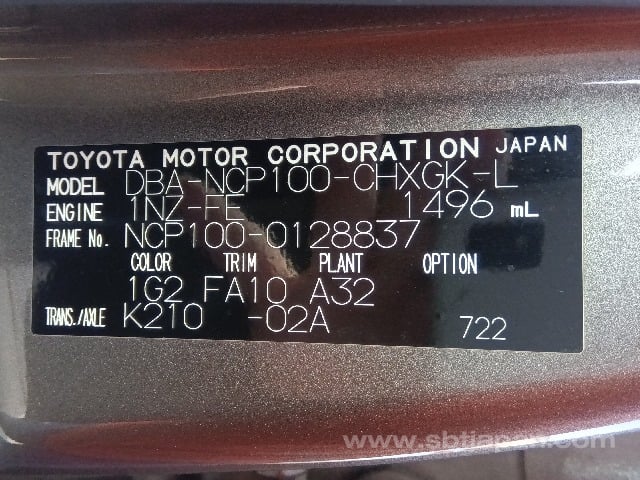 TOYOTA MOTOR CORPORATION JAPAN
MODEL DBA-NCP100-CHXGK-L
ENGINE 1NZ-FE 1496 mL
FRAME No. NCP100-0128837
COLOR TRIM PLANT OPTION
1G2 FA10 A32
TRANS./AXLE K210 -02A 722
www.sbtjapan.com